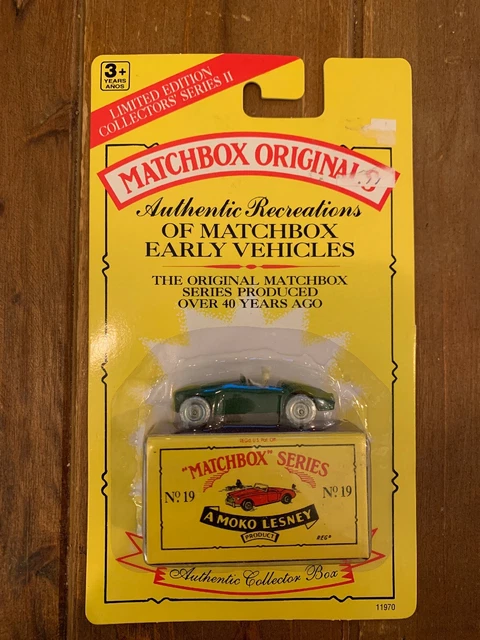 3+
YEARS
AÑOS
LIMITED EDITION
COLLECTORS' SERIES II
MATCHBOX ORIGINALS
Authentic Recreations
OF MATCHBOX
EARLY VEHICLES
THE ORIGINAL MATCHBOX
SERIES PRODUCED
OVER 40 YEARS AGO
"MATCHBOX" SERIES
No. 19 No. 19
A MOKO LESNEY
PRODUCT
REGD
Authentic Collector Box
11970